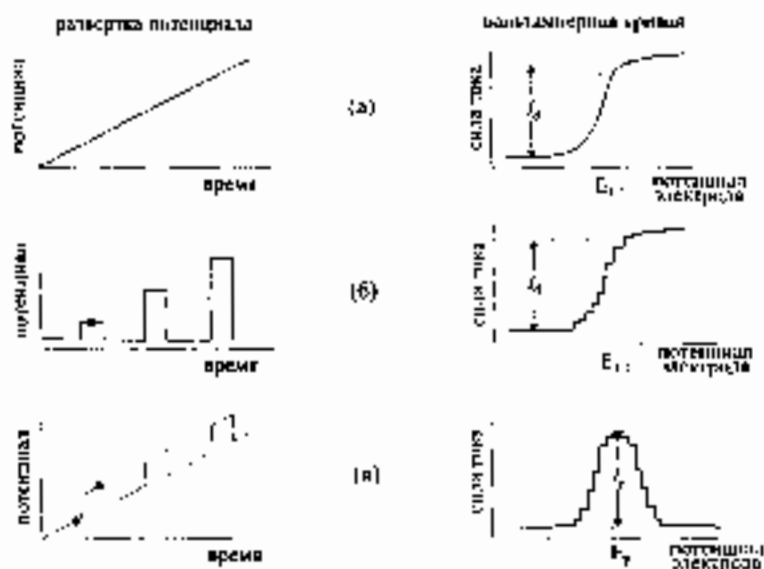 развертка потенциала
вольтамперная кривая
потенциал
время
(а)
сила тока
потенциал
электрода
потенциал
время
(б)
сила тока
потенциал
электрода
потенциал
время
(в)
сила тока
потенциал
электрода